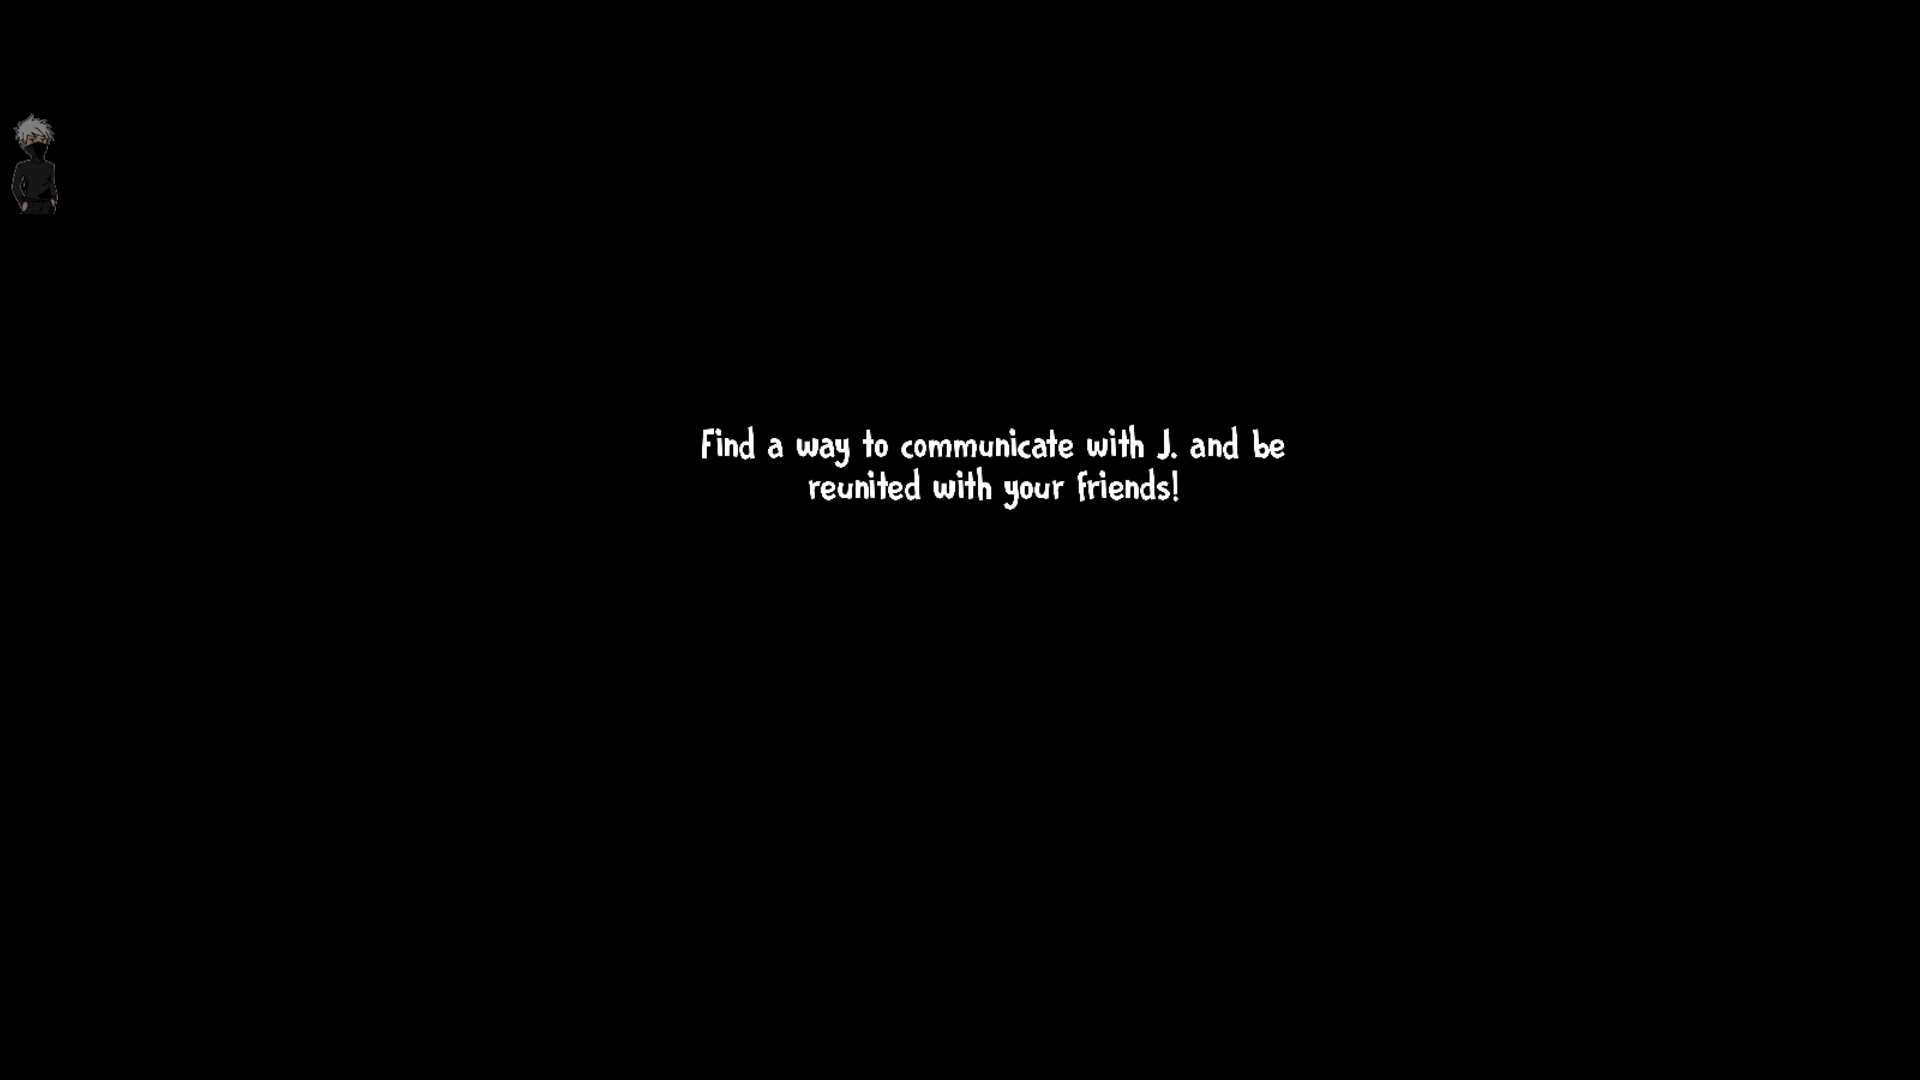 Find a way to communicate with J. and be
reunited with your friends!